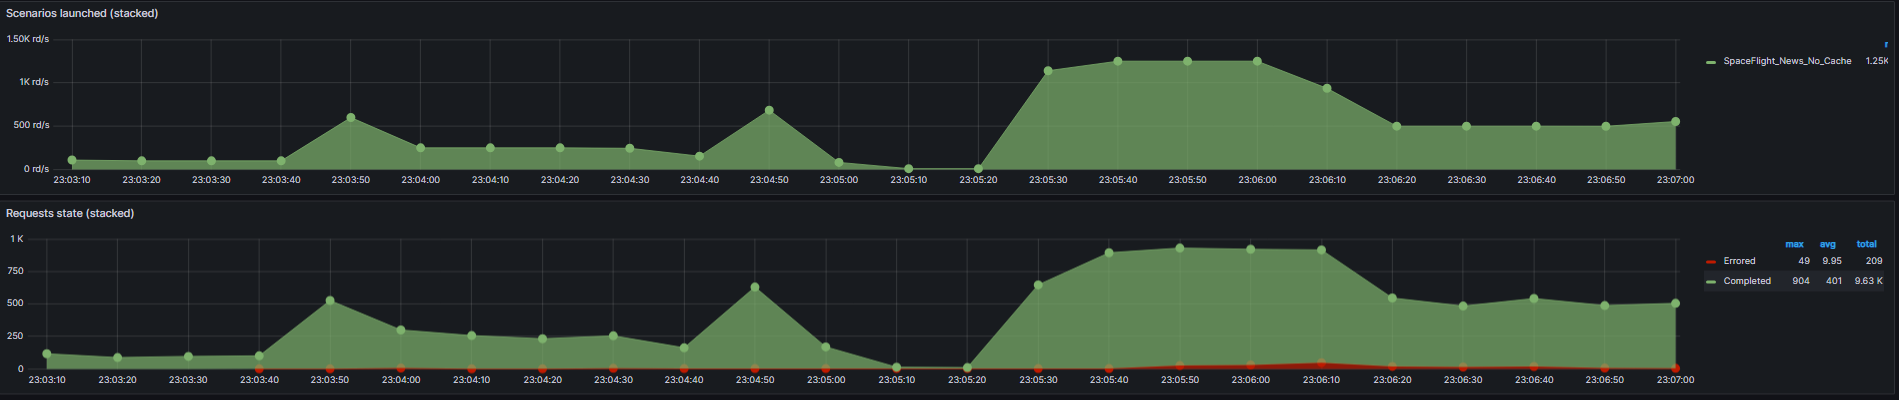 Scenarios launched (stacked)
1.50K rd/s
1K rd/s
500 rd/s
0 rd/s
23:03:10 23:03:20 23:03:30 23:03:40 23:03:50 23:04:00 23:04:10 23:04:20 23:04:30 23:04:40 23:04:50 23:05:00 23:05:10 23:05:20 23:05:30 23:05:40 23:05:50 23:06:00 23:06:10 23:06:20 23:06:30 23:06:40 23:06:50 23:07:00
SpaceFlight_News_No_Cache 1.25K
Requests state (stacked)
1 K
750
500
250
0
23:03:10 23:03:20 23:03:30 23:03:40 23:03:50 23:04:00 23:04:10 23:04:20 23:04:30 23:04:40 23:04:50 23:05:00 23:05:10 23:05:20 23:05:30 23:05:40 23:05:50 23:06:00 23:06:10 23:06:20 23:06:30 23:06:40 23:06:50 23:07:00
max avg total
Errored 49 9.95 209
Completed 904 401 9.63 K